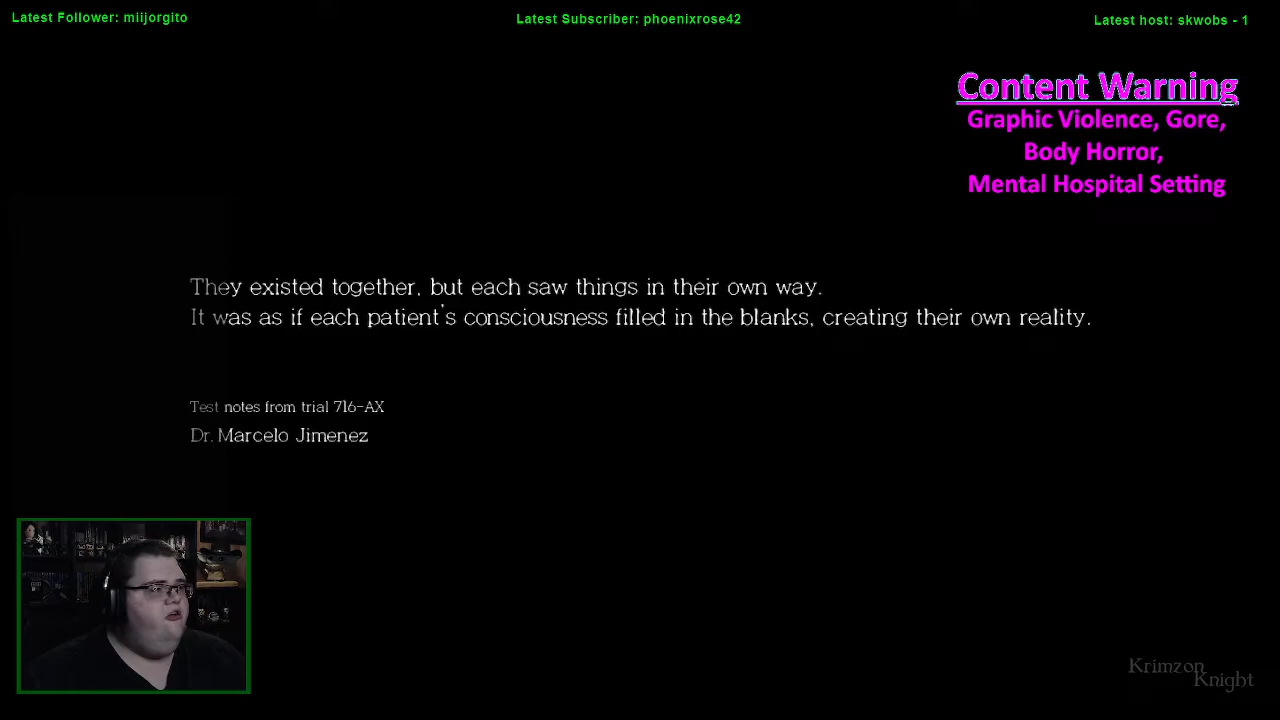 Latest Follower: miijorgito
Latest Subscriber: phoenixrose42
Latest host: skwobs - 1
Content Warning
Graphic Violence, Gore,
Body Horror,
Mental Hospital Setting
They existed together, but each saw things in their own way.
It was as if each patient's consciousness filled in the blanks, creating their own reality.
Test notes from trial 716-AX
Dr. Marcelo Jimenez
Krimzon
Knight